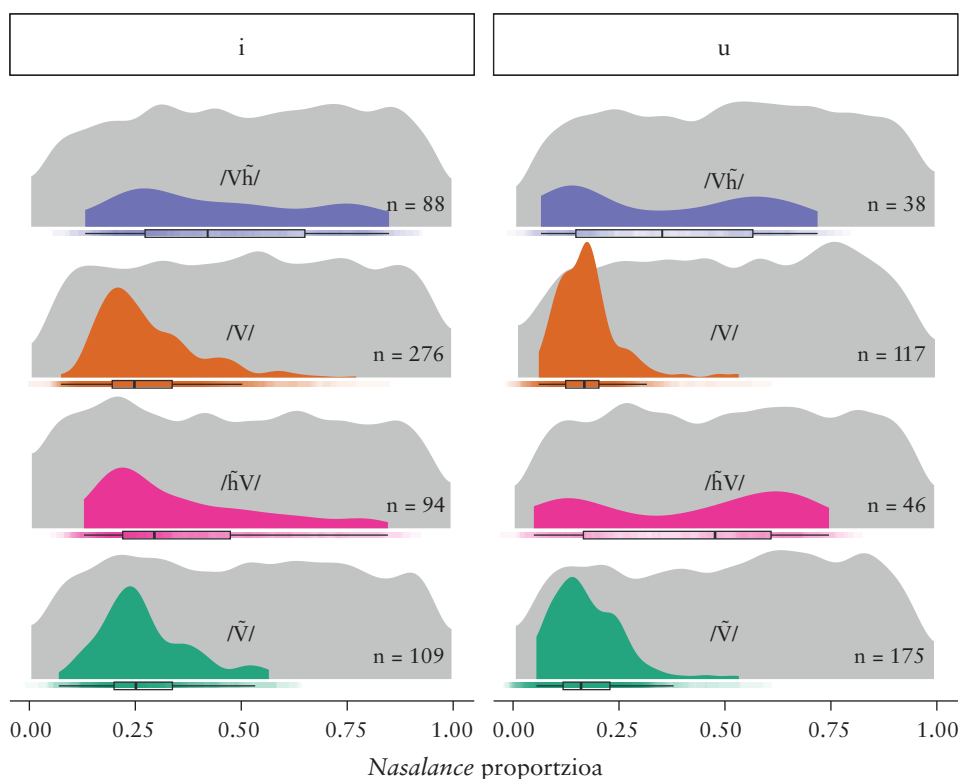 i
u
/Vh̃/
n = 88
/Vh̃/
n = 38
/V/
n = 276
/V/
n = 117
/h̃V/
n = 94
/h̃V/
n = 46
/Ṽ/
n = 109
/Ṽ/
n = 175
0.00 0.25 0.50 0.75 1.00 0.00 0.25 0.50 0.75 1.00
Nasalance proportzioa